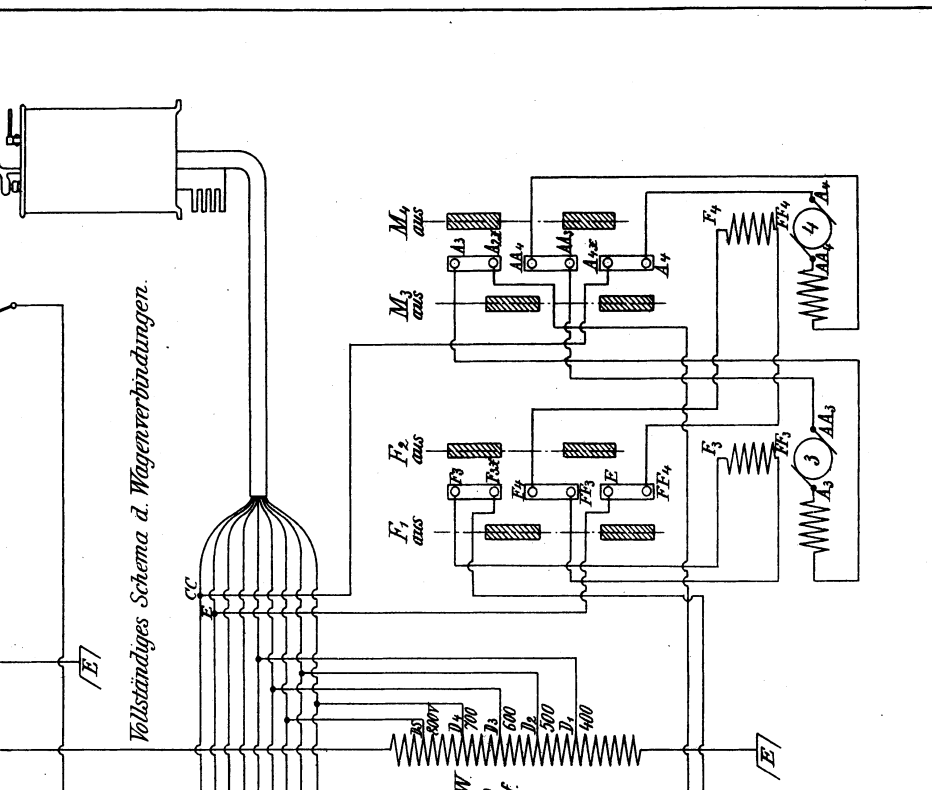 Vollständiges Schema d. Wagenverbindungen.
M4
aus
A3
A2x
AA4
AA3
A4x
A4
M3
aus
F4
FF4
A4
4
AA4
F2
aus
F3
F3x
F4
FF3
E
FF4
F1
aus
F3
FF3
AA3
3
A3
CC
E
E
800V
D4
700
D3
600
D2
500
D1
400
E
W.